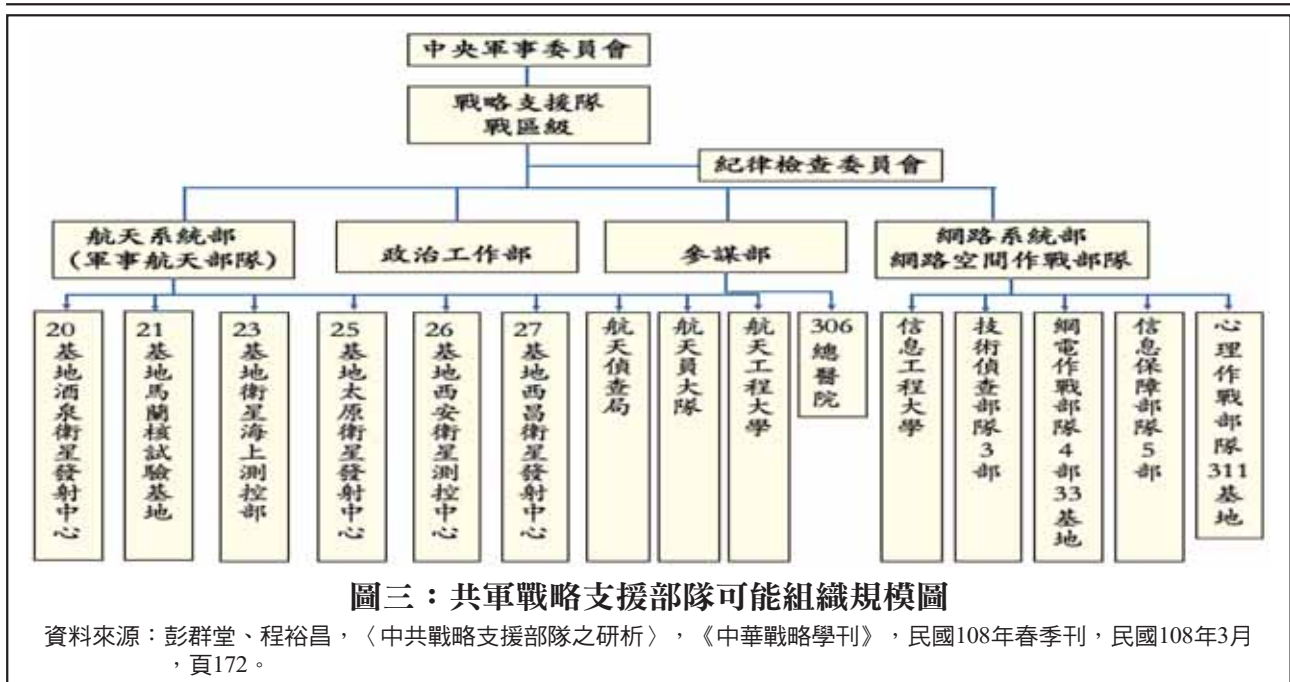 中央軍事委員會
戰略支援隊
戰區級
紀律檢查委員會
航天系統部
(軍事航天部隊)
政治工作部
參謀部
網路系統部
網路空間作戰部隊
20基地酒泉衛星發射中心
21基地馬蘭核試驗基地
23基地衛星海上測控部
25基地太原衛星發射中心
26基地西安衛星測控中心
27基地西昌衛星發射中心
航天偵查局
航天員大隊
航天工程大學
306總醫院
信息工程大學
技術偵查部隊3部
網電作戰部隊4部33基地
信息保障部隊5部
心理作戰部隊311基地
圖三：共軍戰略支援部隊可能組織規模圖
資料來源：彭群堂、程裕昌，〈中共戰略支援部隊之研析〉，《中華戰略學刊》，民國108年春季刊，民國108年3月
，頁172。